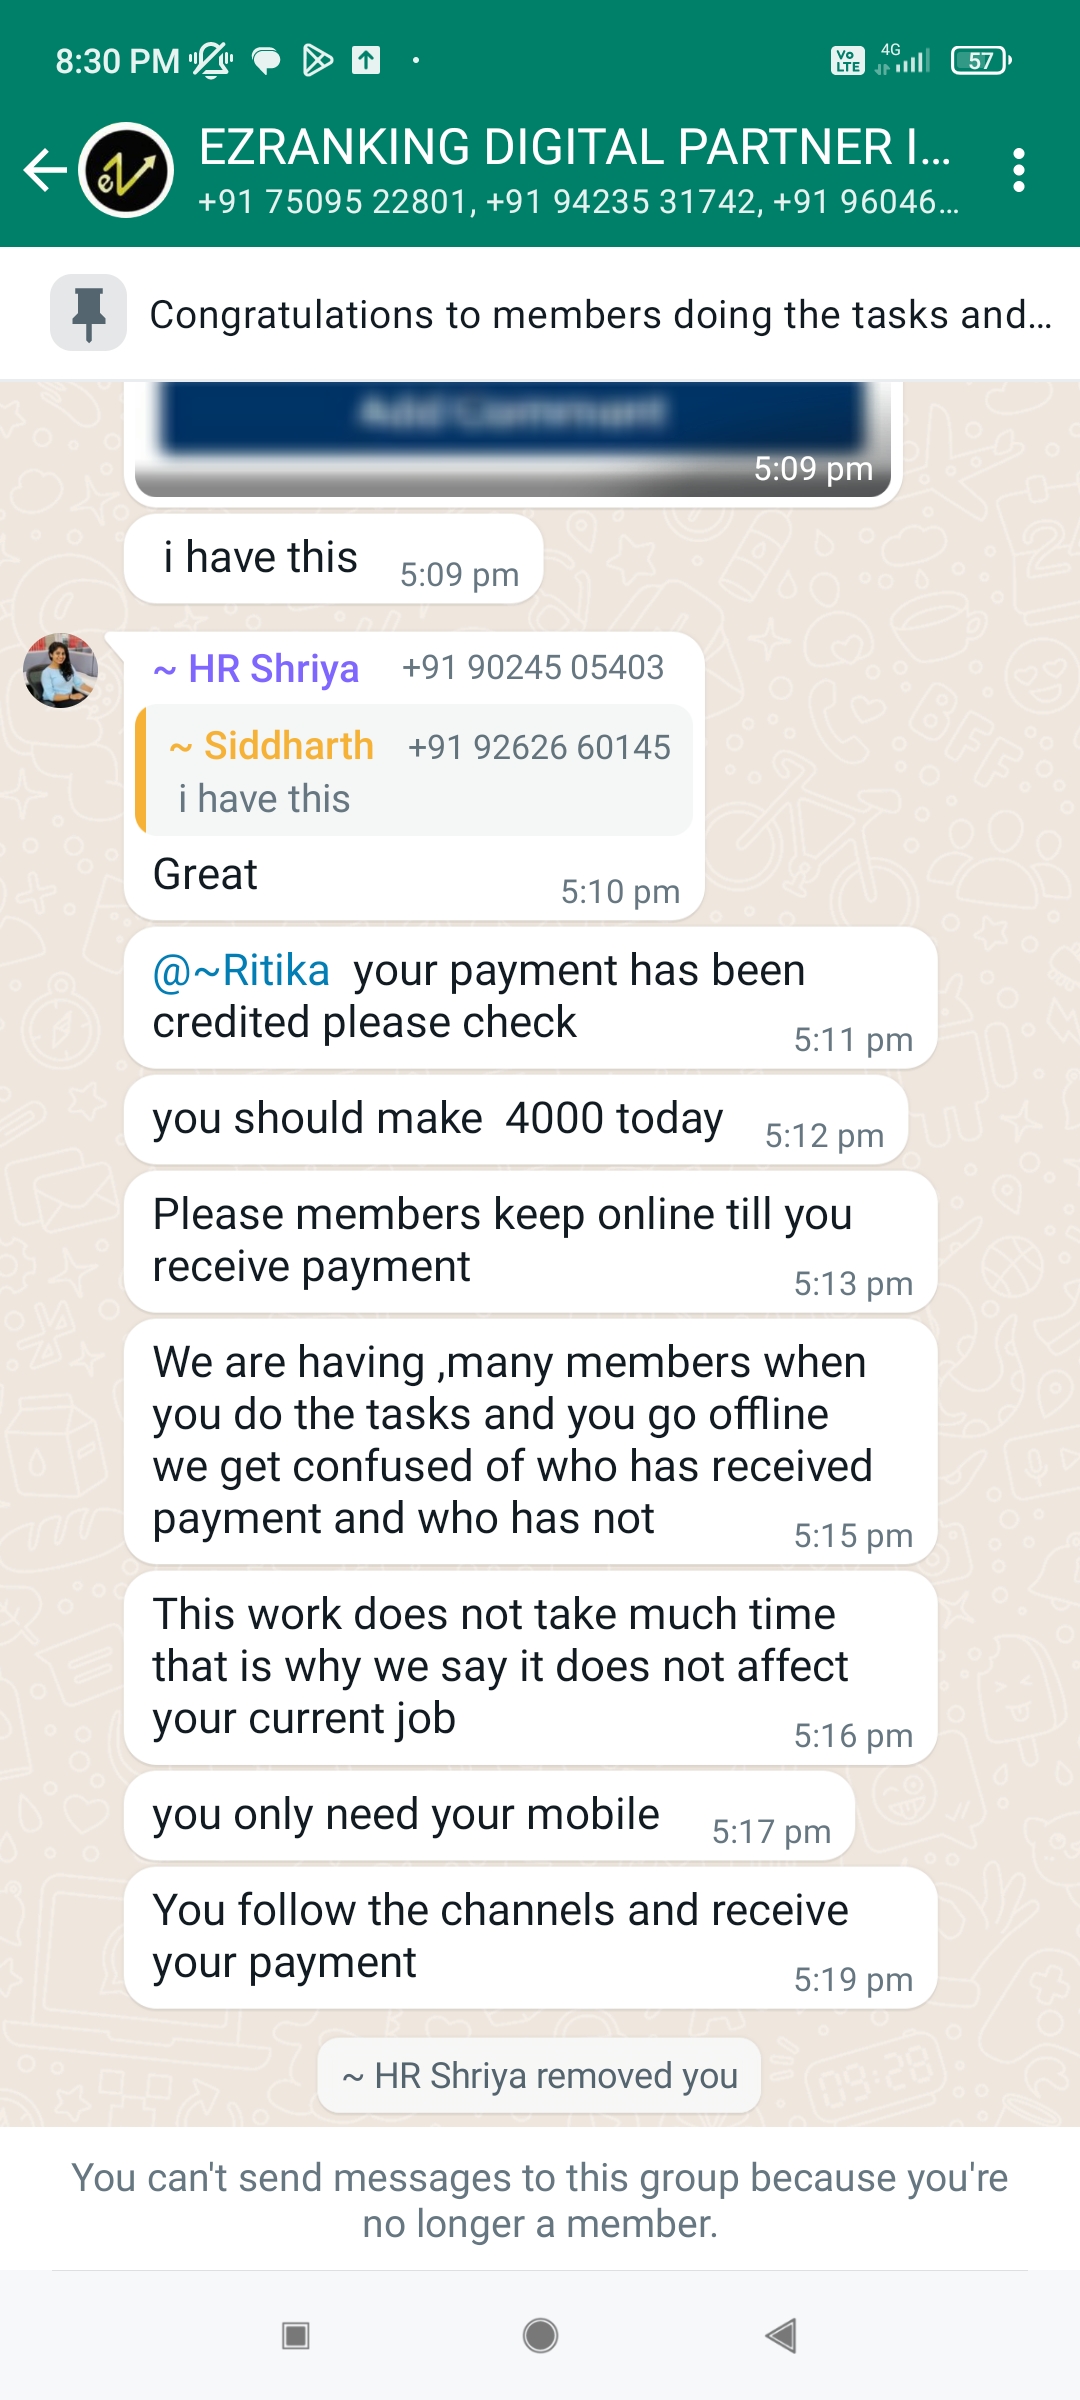 8:30 PM
Vo LTE 4G 57
EZRANKING DIGITAL PARTNER I...
+91 75095 22801, +91 94235 31742, +91 96046...
Congratulations to members doing the tasks and...
Add Comment
5:09 pm
i have this 5:09 pm
~ HR Shriya +91 90245 05403
~ Siddharth +91 92626 60145
i have this
Great
5:10 pm
@~Ritika your payment has been
credited please check
5:11 pm
you should make 4000 today 5:12 pm
Please members keep online till you
receive payment
5:13 pm
We are having ,many members when
you do the tasks and you go offline
we get confused of who has received
payment and who has not
5:15 pm
This work does not take much time
that is why we say it does not affect
your current job
5:16 pm
you only need your mobile 5:17 pm
You follow the channels and receive
your payment
5:19 pm
~ HR Shriya removed you
You can't send messages to this group because you're
no longer a member.